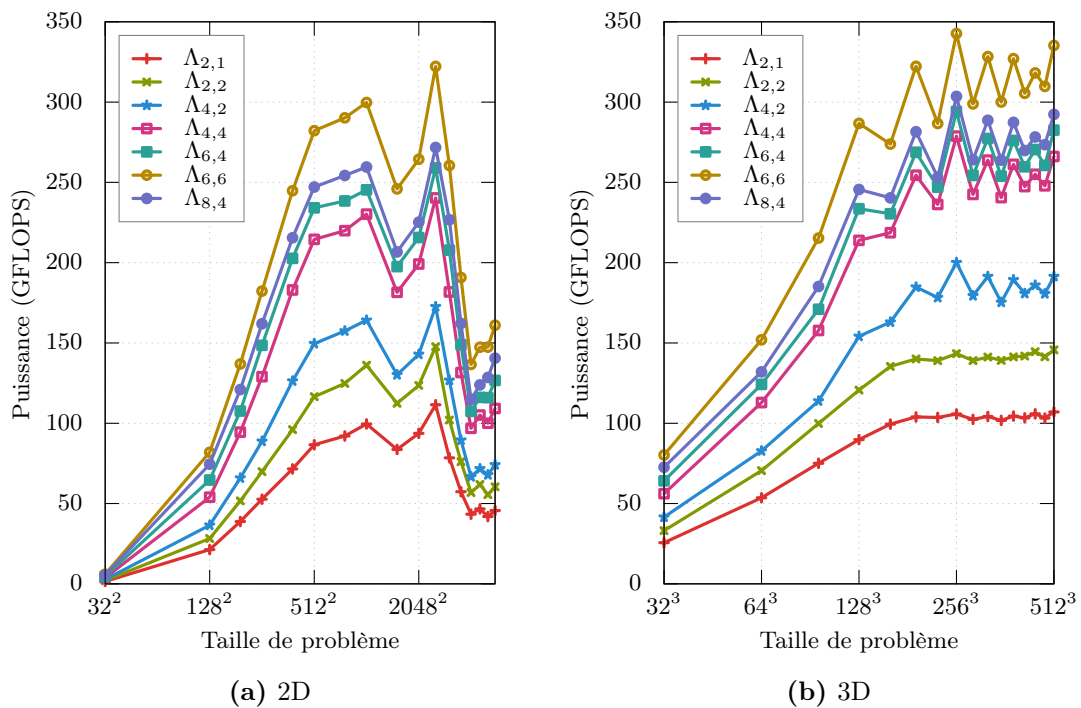 350
300
250
200
150
100
50
0
Puissance (GFLOPS)
Λ2,1
Λ2,2
Λ4,2
Λ4,4
Λ6,4
Λ6,6
Λ8,4
32² 128² 512² 2048²
Taille de problème
(a) 2D
350
300
250
200
150
100
50
0
Puissance (GFLOPS)
Λ2,1
Λ2,2
Λ4,2
Λ4,4
Λ6,4
Λ6,6
Λ8,4
32³ 64³ 128³ 256³ 512³
Taille de problème
(b) 3D